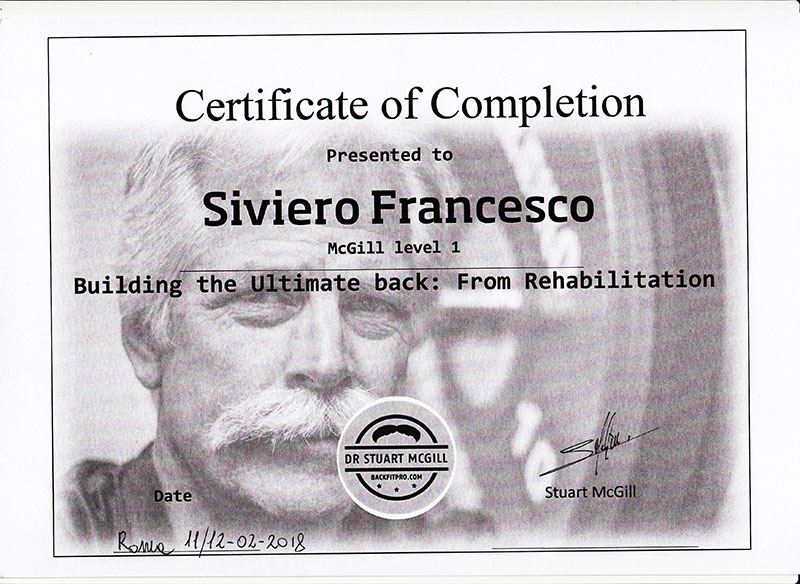 Certificate of Completion
Presented to
Siviero Francesco
McGill level 1
Building the Ultimate back: From Rehabilitation
DR STUART MCGILL
BACKFITPRO.COM
Stuart McGill
Date
Roma 11/12-02-2018